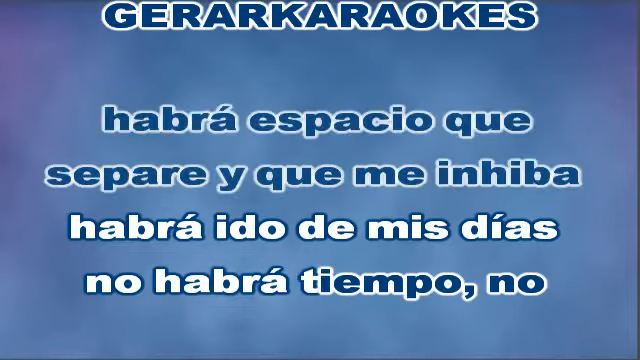 GERARKARAOKES
habrá espacio que
separe y que me inhiba
habrá ido de mis días
no habrá tiempo, no